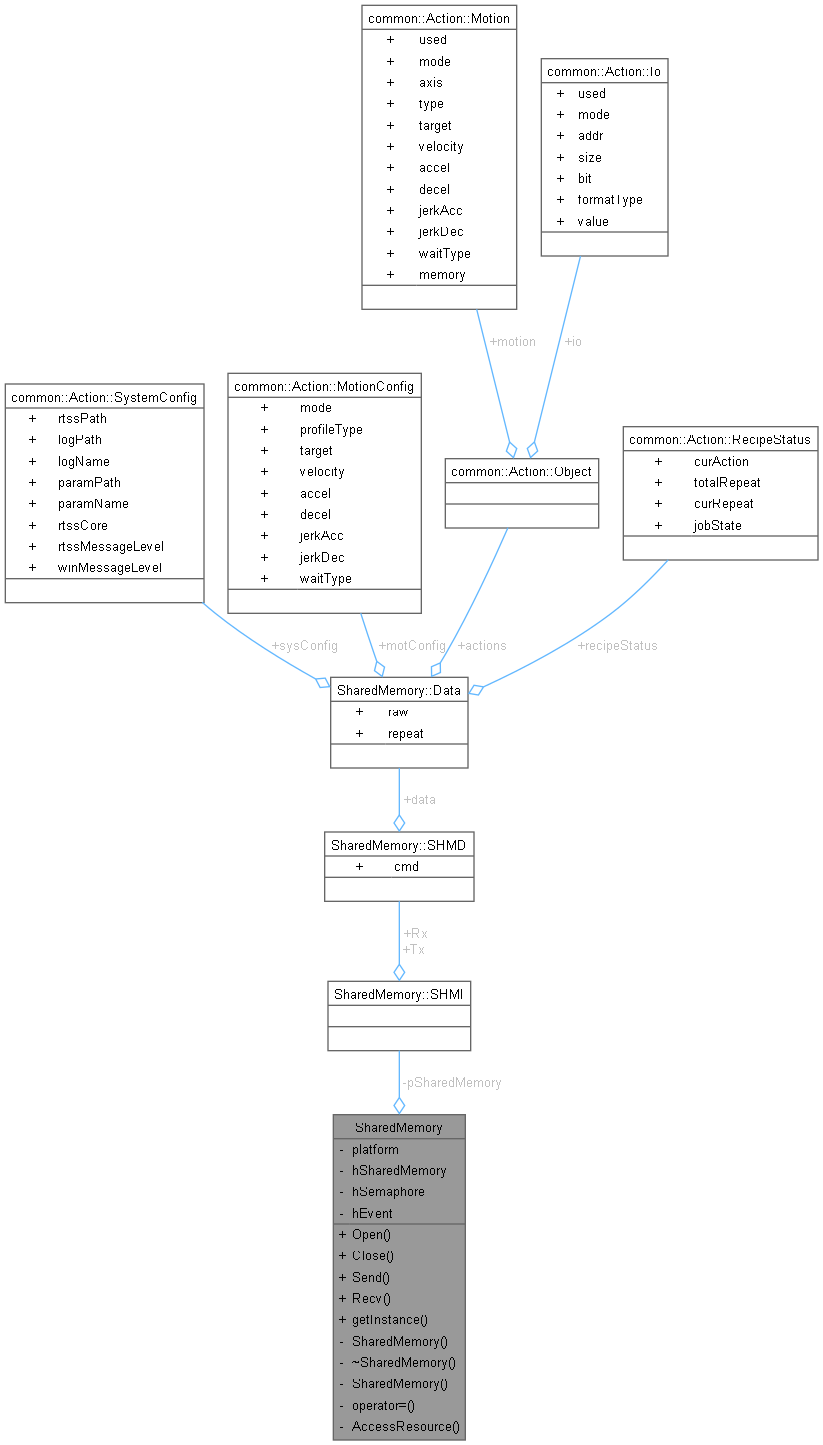 common::Action::Motion
+ used
+ mode
+ axis
+ type
+ target
+ velocity
+ accel
+ decel
+ jerkAcc
+ jerkDec
+ waitType
+ memory
common::Action::Io
+ used
+ mode
+ addr
+ size
+ bit
+ formatType
+ value
+motion
+io
common::Action::SystemConfig
+ rtssPath
+ logPath
+ logName
+ paramPath
+ paramName
+ rtssCore
+ rtssMessageLevel
+ winMessageLevel
common::Action::MotionConfig
+ mode
+ profileType
+ target
+ velocity
+ accel
+ decel
+ jerkAcc
+ jerkDec
+ waitType
common::Action::Object
common::Action::RecipeStatus
+ curAction
+ totalRepeat
+ curRepeat
+ jobState
+sysConfig
+motConfig
+actions
+recipeStatus
SharedMemory::Data
+ raw
+ repeat
+data
SharedMemory::SHMD
+ cmd
+Rx
+Tx
SharedMemory::SHMI
-pSharedMemory
SharedMemory
- platform
- hSharedMemory
- hSemaphore
- hEvent
+ Open()
+ Close()
+ Send()
+ Recv()
+ getInstance()
- SharedMemory()
- ~SharedMemory()
- SharedMemory()
- operator=()
- AccessResource()